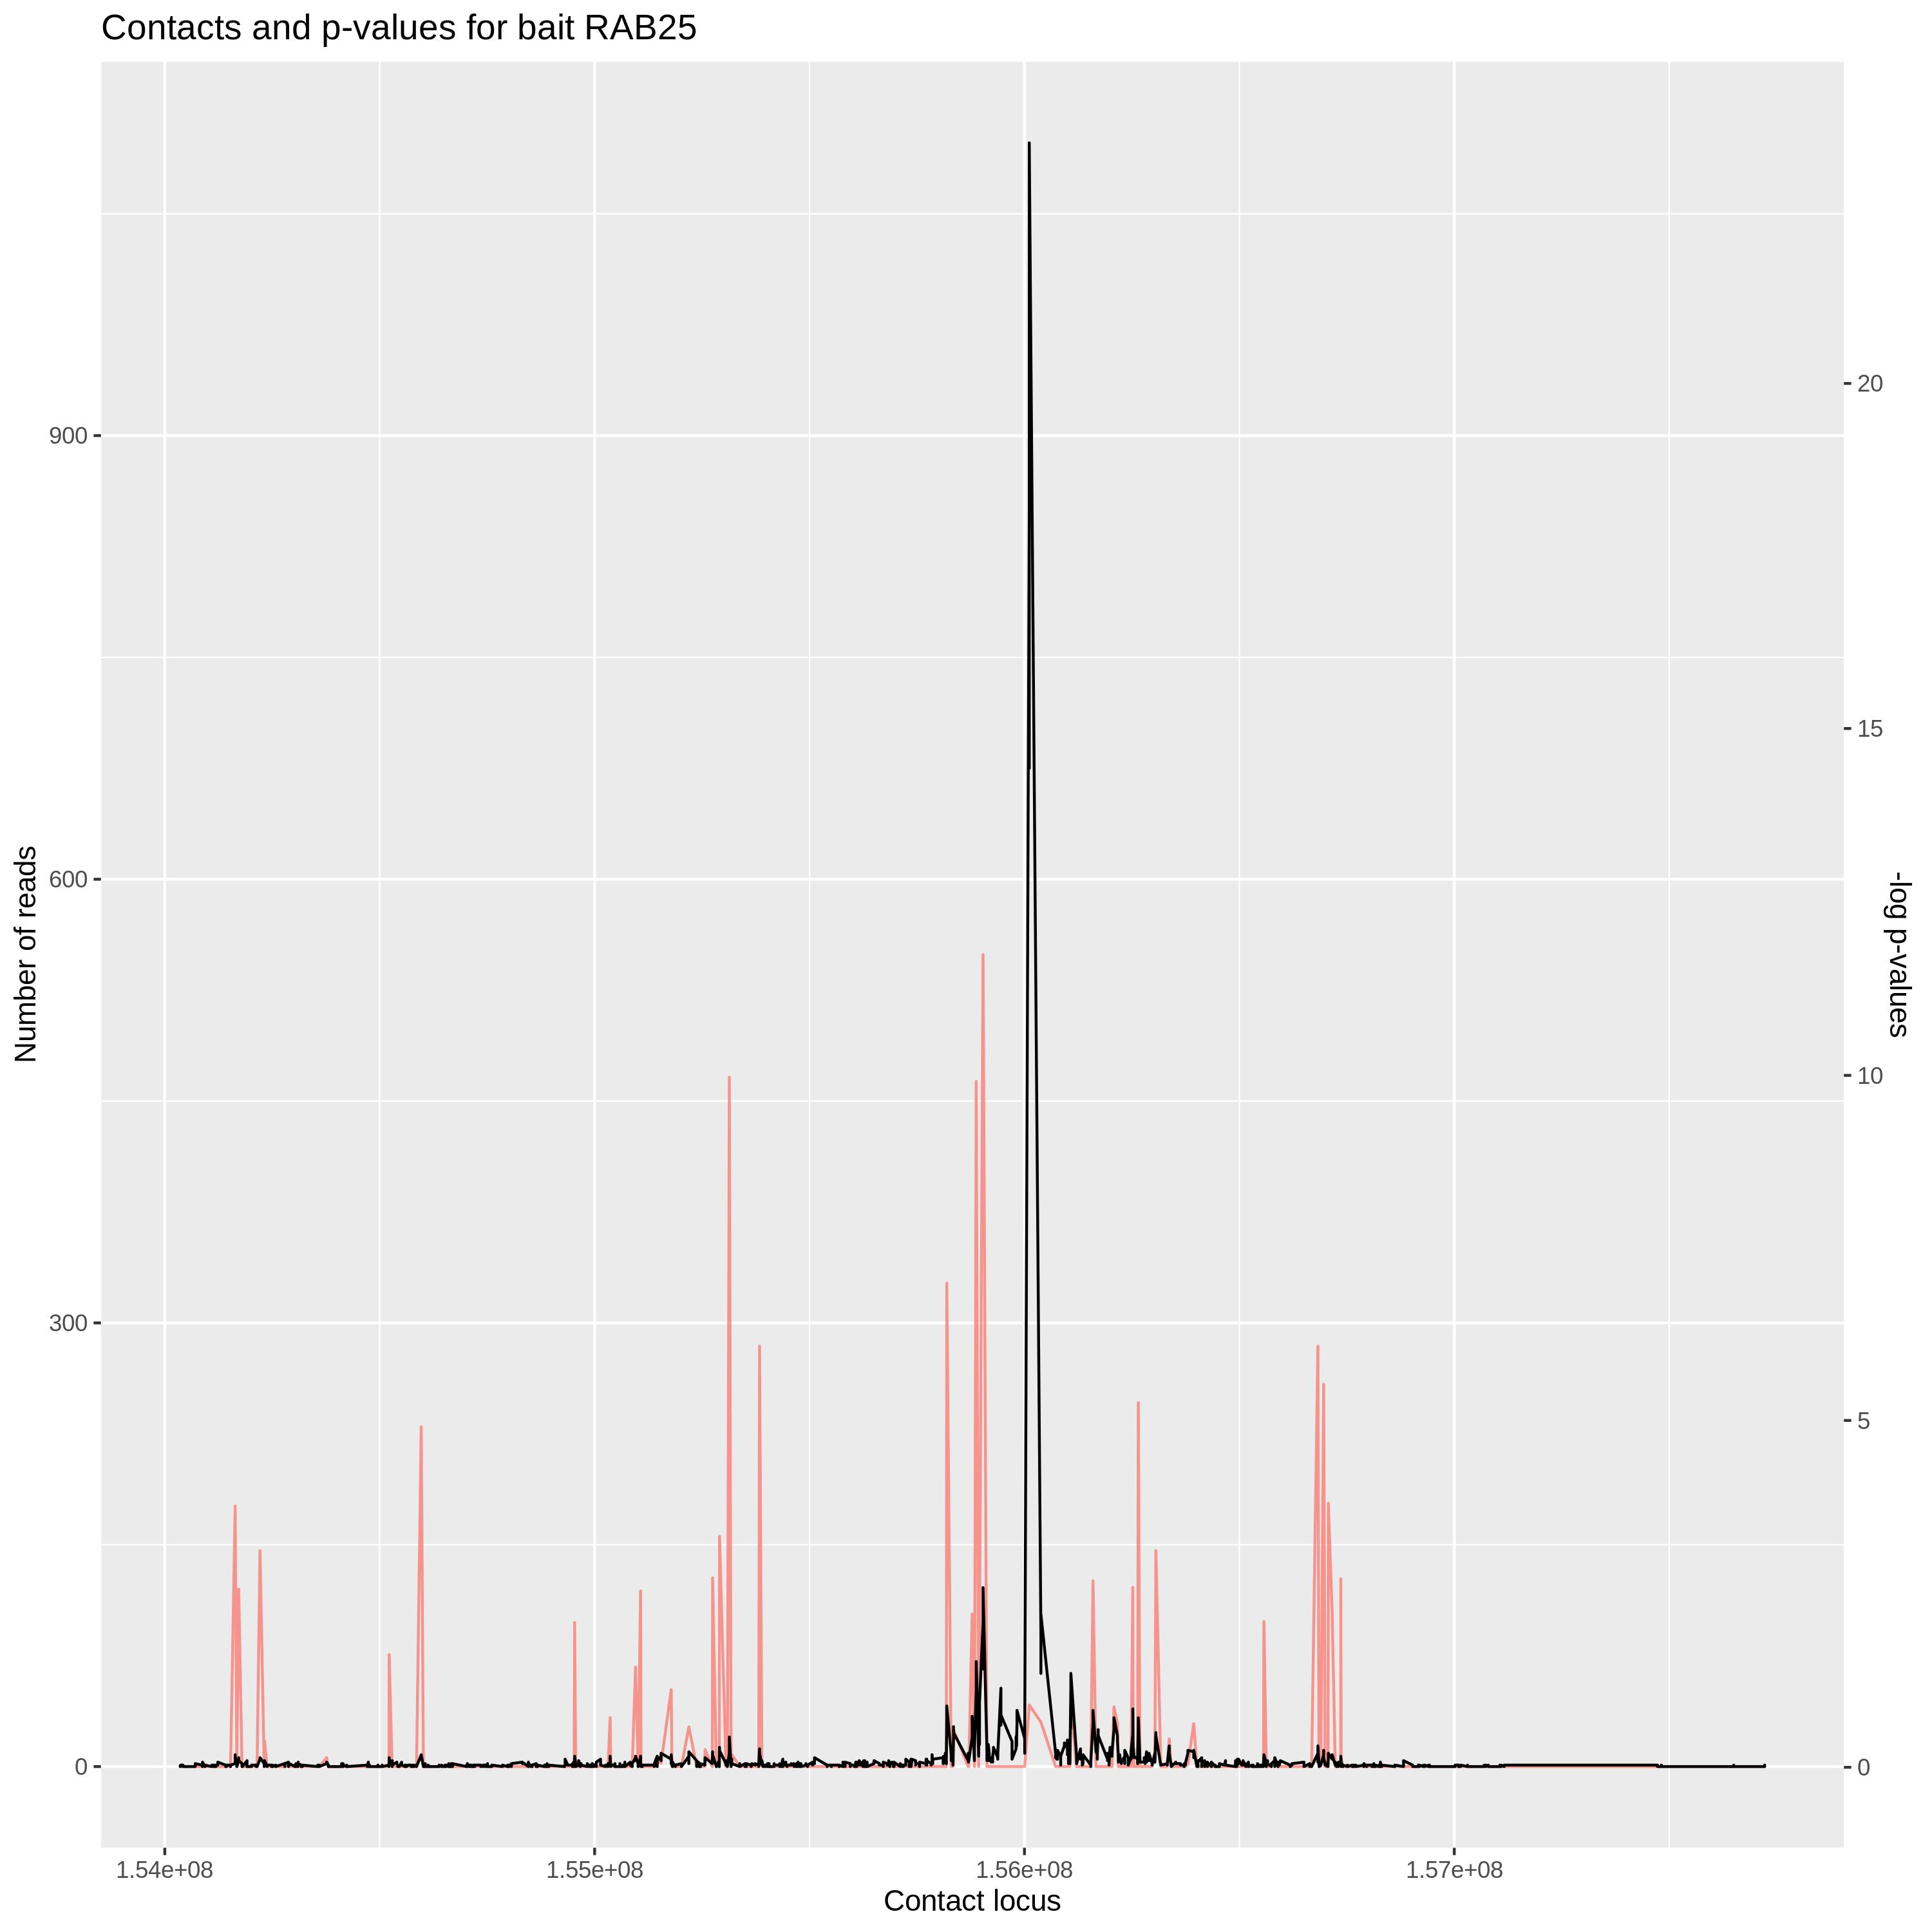 Contacts and p-values for bait RAB25
Number of reads
900
600
300
0
-log p-values
20
15
10
5
0
1.54e+08
1.55e+08
1.56e+08
1.57e+08
Contact locus